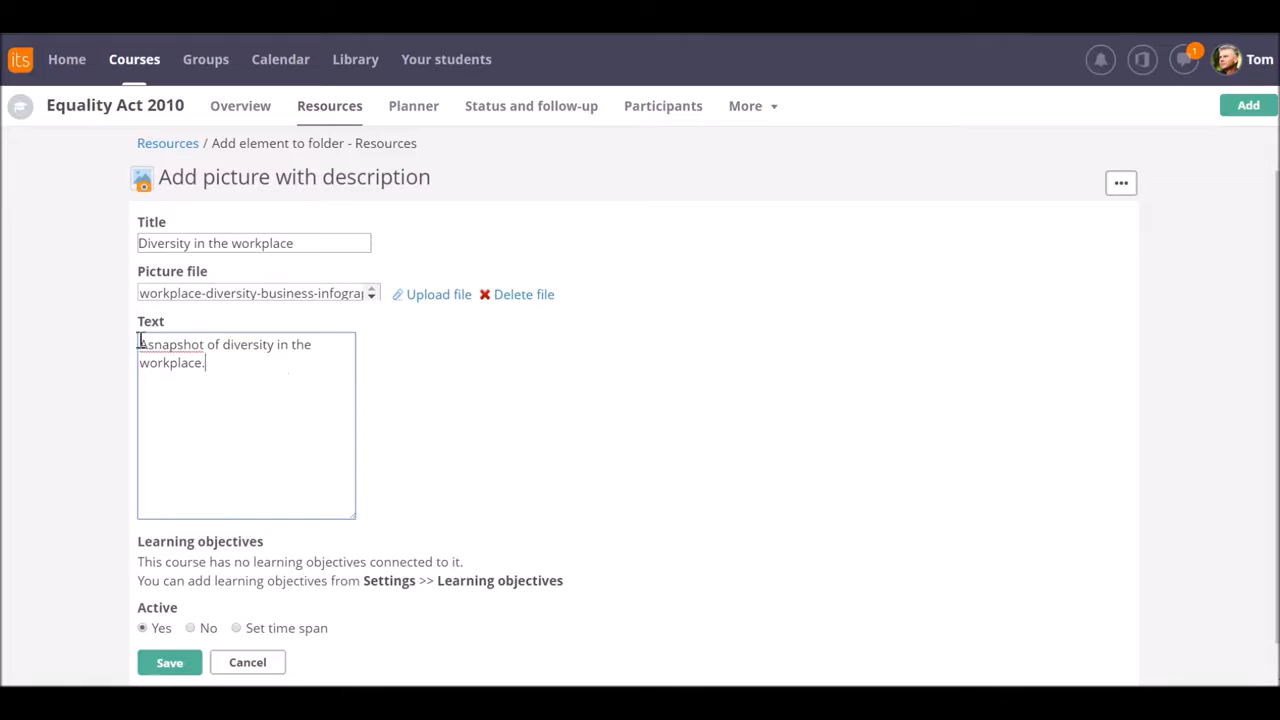 its Home Courses Groups Calendar Library Your students 1 Tom
Equality Act 2010 Overview Resources Planner Status and follow-up Participants More Add
Resources / Add element to folder - Resources
Add picture with description
Title
Diversity in the workplace
Picture file
workplace-diversity-business-infograp Upload file Delete file
Text
Asnapshot of diversity in the
workplace.
Learning objectives
This course has no learning objectives connected to it.
You can add learning objectives from Settings >> Learning objectives
Active
Yes No Set time span
Save Cancel